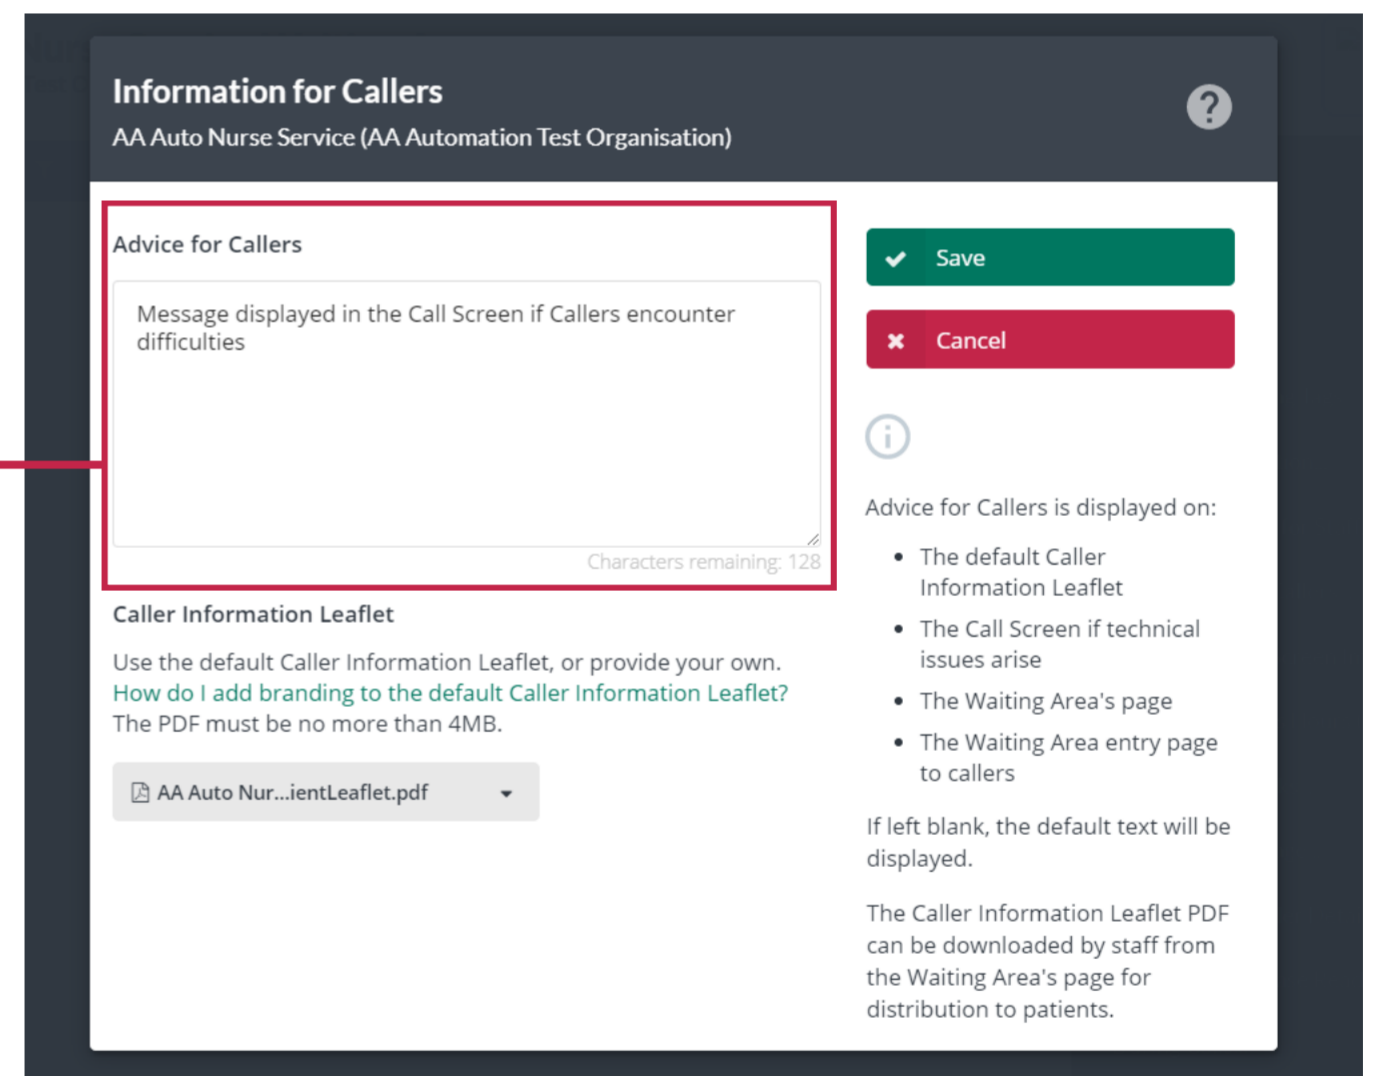 Information for Callers
AA Auto Nurse Service (AA Automation Test Organisation)
Advice for Callers
Message displayed in the Call Screen if Callers encounter
difficulties
Characters remaining: 128
Caller Information Leaflet
Use the default Caller Information Leaflet, or provide your own.
How do I add branding to the default Caller Information Leaflet?
The PDF must be no more than 4MB.
AA Auto Nur...ientLeaflet.pdf
Save
Cancel
Advice for Callers is displayed on:
• The default Caller
Information Leaflet
• The Call Screen if technical
issues arise
• The Waiting Area's page
• The Waiting Area entry page
to callers
If left blank, the default text will be
displayed.
The Caller Information Leaflet PDF
can be downloaded by staff from
the Waiting Area's page for
distribution to patients.